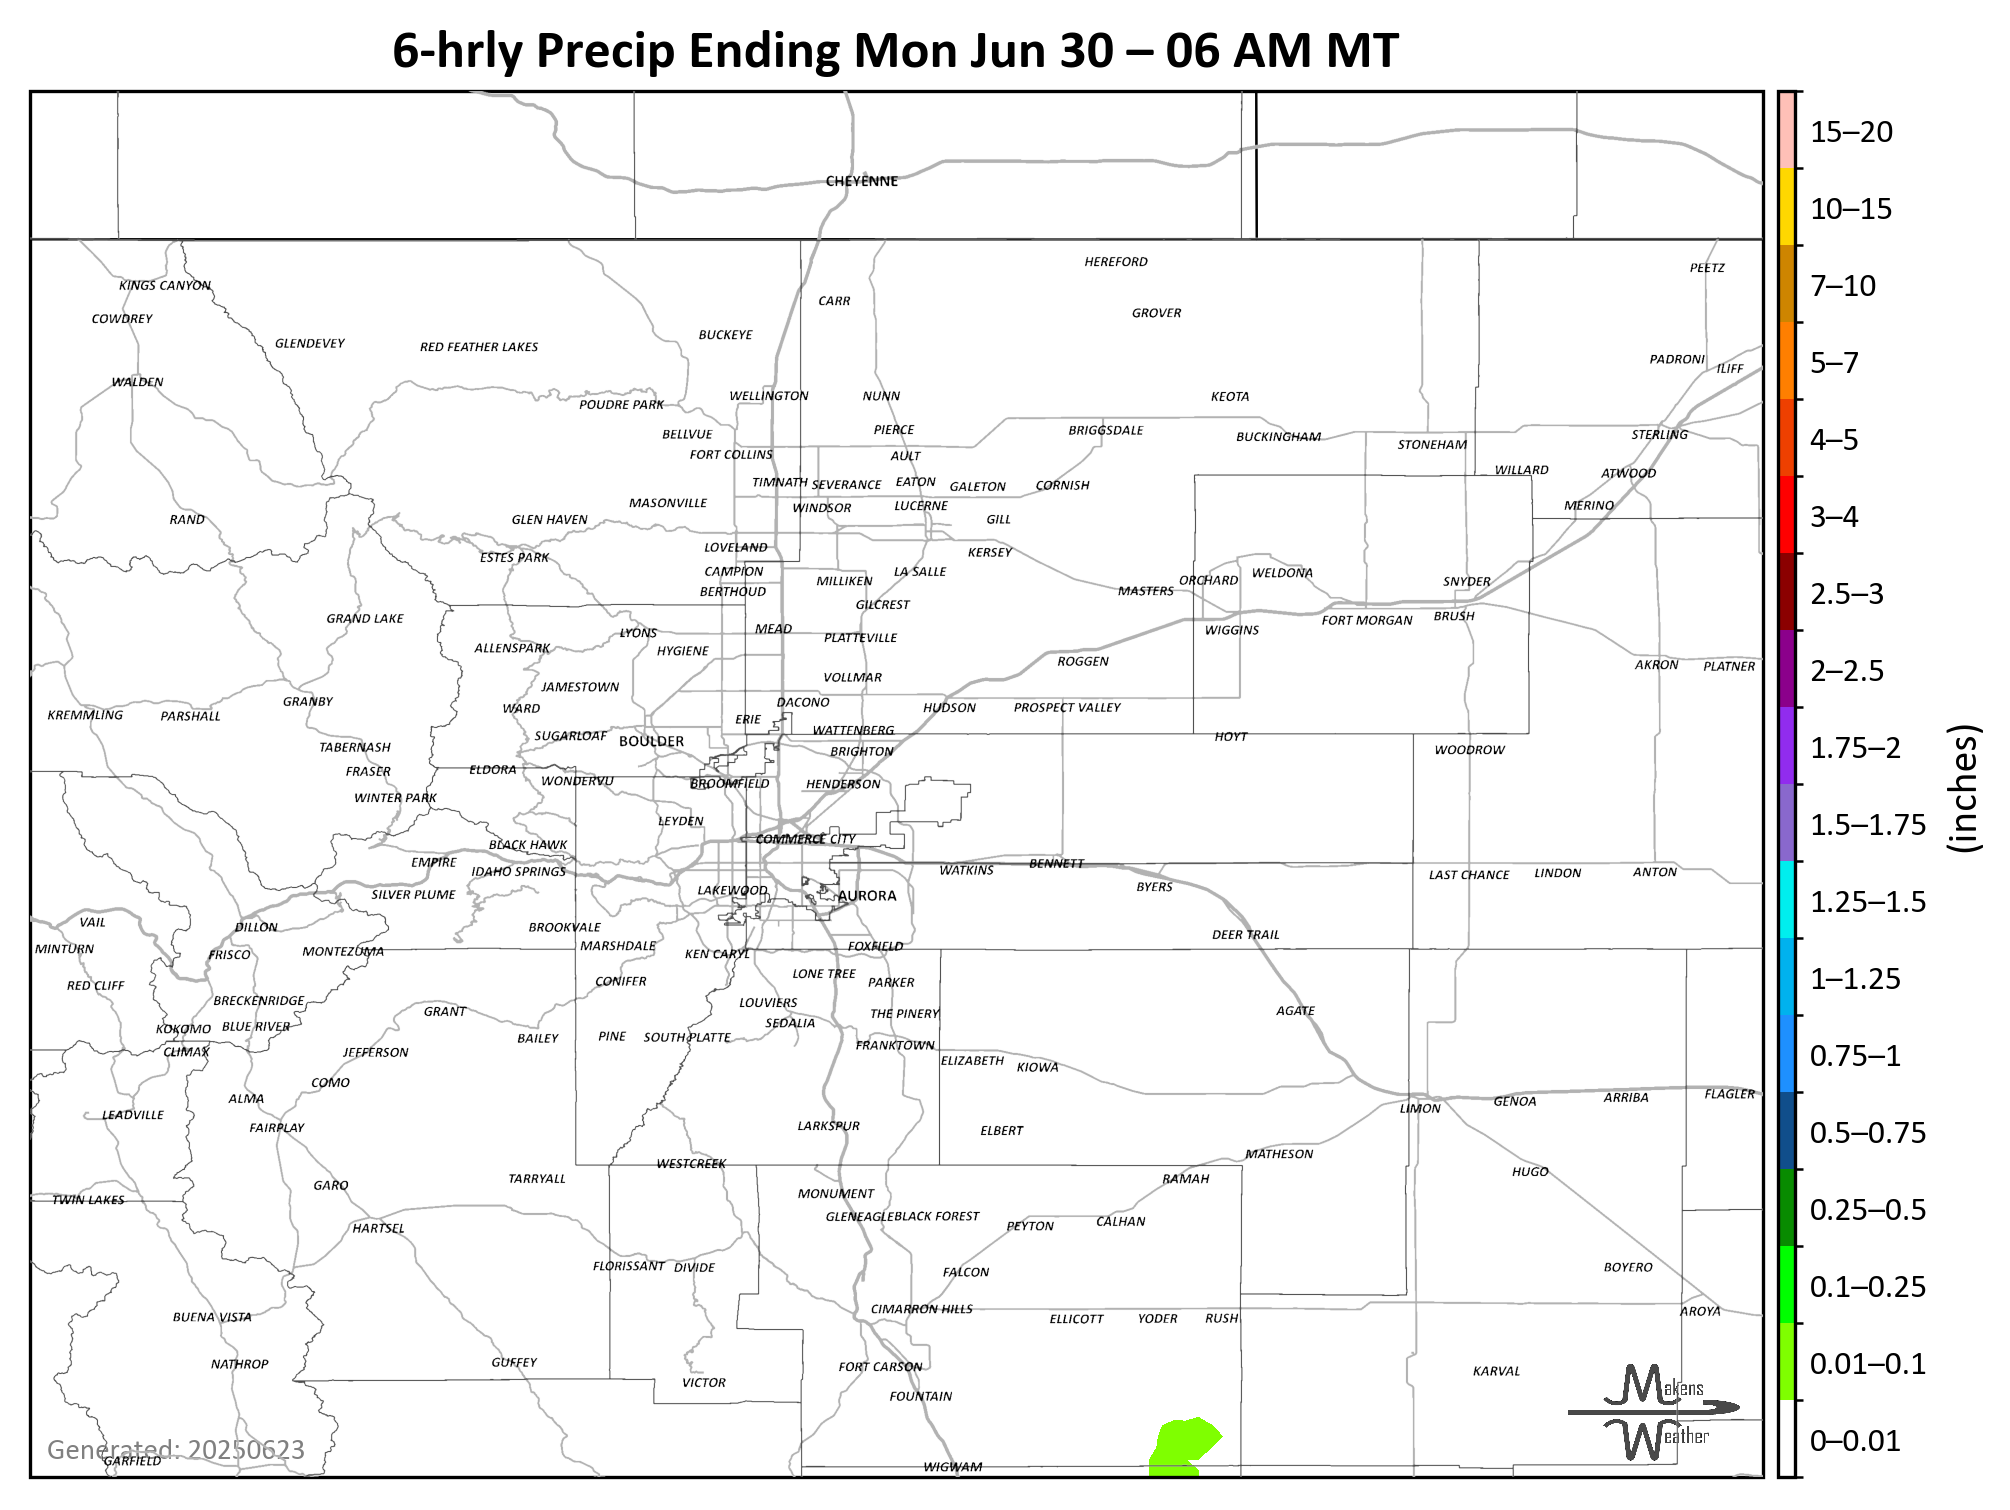 6-hrly Precip Ending Mon Jun 30 – 06 AM MT
CHEYENNE
HEREFORD
PEETZ
KINGS CANYON
CARR
COWDREY
GROVER
BUCKEYE
GLENDEVEY
RED FEATHER LAKES
PADRONI
ILIFF
WALDEN
WELLINGTON
NUNN
KEOTA
POUDRE PARK
BELLVUE
PIERCE
BRIGGSDALE
BUCKINGHAM
STERLING
STONEHAM
FORT COLLINS
AULT
WILLARD
ATWOOD
TIMNATH
SEVERANCE
EATON
GALETON
CORNISH
MASONVILLE
WINDSOR
LUCERNE
MERINO
RAND
GLEN HAVEN
GILL
LOVELAND
KERSEY
ESTES PARK
CAMPION
MILLIKEN
LA SALLE
ORCHARD
WELDONA
SNYDER
BERTHOUD
MASTERS
GILCREST
GRAND LAKE
FORT MORGAN
BRUSH
LYONS
MEAD
PLATTEVILLE
WIGGINS
ALLENSPARK
HYGIENE
ROGGEN
AKRON
PLATNER
JAMESTOWN
VOLLMAR
GRANBY
WARD
DACONO
HUDSON
PROSPECT VALLEY
KREMMLING
PARSHALL
ERIE
SUGARLOAF
BOULDER
WATTENBERG
HOYT
TABERNASH
BRIGHTON
WOODROW
FRASER
ELDORA
WONDERVU
BROOMFIELD
HENDERSON
WINTER PARK
LEYDEN
BLACK HAWK
COMMERCE CITY
EMPIRE
IDAHO SPRINGS
WATKINS
BENNETT
LAST CHANCE
LINDON
ANTON
SILVER PLUME
LAKEWOOD
AURORA
BYERS
VAIL
DILLON
BROOKVALE
DEER TRAIL
MINTURN
FRISCO
MONTEZUMA
MARSHDALE
KEN CARYL
FOXFIELD
RED CLIFF
CONIFER
LONE TREE
PARKER
BRECKENRIDGE
GRANT
LOUVIERS
THE PINERY
AGATE
KOKOMO
BLUE RIVER
BAILEY
PINE
SOUTH PLATTE
SEDALIA
CLIMAX
JEFFERSON
FRANKTOWN
ELIZABETH
KIOWA
COMO
ALMA
LEADVILLE
LIMON
GENOA
ARRIBA
FLAGLER
FAIRPLAY
LARKSPUR
ELBERT
WESTCREEK
MATHESON
HUGO
GARO
TARRYALL
RAMAH
TWIN LAKES
MONUMENT
HARTSEL
GLENEAGLE
BLACK FOREST
PEYTON
CALHAN
FLORISSANT
DIVIDE
FALCON
BOYERO
BUENA VISTA
CIMARRON HILLS
ELLICOTT
YODER
RUSH
AROYA
NATHROP
GUFFEY
FORT CARSON
KARVAL
VICTOR
FOUNTAIN
Makens
Weather
Generated: 20250623
GARFIELD
WIGWAM
15–20
10–15
7–10
5–7
4–5
3–4
2.5–3
2–2.5
1.75–2
1.5–1.75
1.25–1.5
1–1.25
0.75–1
0.5–0.75
0.25–0.5
0.1–0.25
0.01–0.1
0–0.01
(inches)